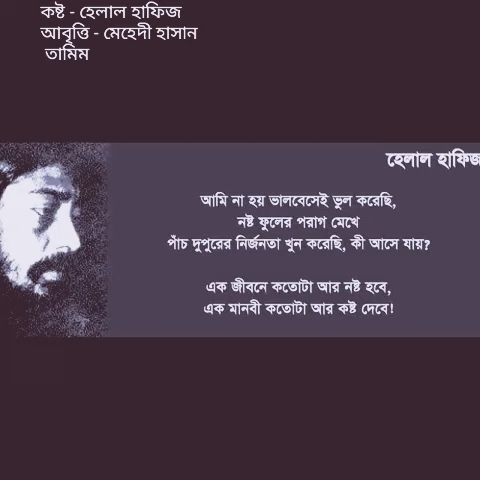 কষ্ট - হেলাল হাফিজ
আবৃত্তি - মেহেদী হাসান
তামিম
হেলাল হাফিজ
আমি না হয় ভালবেসেই ভুল করেছি,
নষ্ট ফুলের পরাগ মেখে
পাঁচ দুপুরের নির্জনতা খুন করেছি, কী আসে যায়?
এক জীবনে কতোটা আর নষ্ট হবে,
এক মানবী কতোটা আর কষ্ট দেবে!